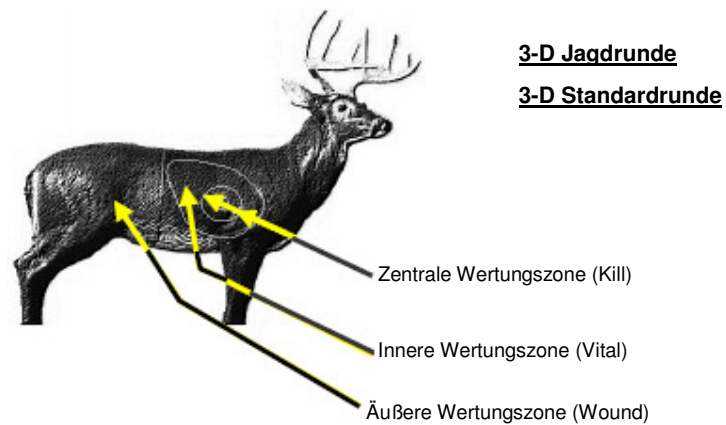 3-D Jagdrunde
3-D Standardrunde
Zentrale Wertungszone (Kill)
Innere Wertungszone (Vital)
Äußere Wertungszone (Wound)